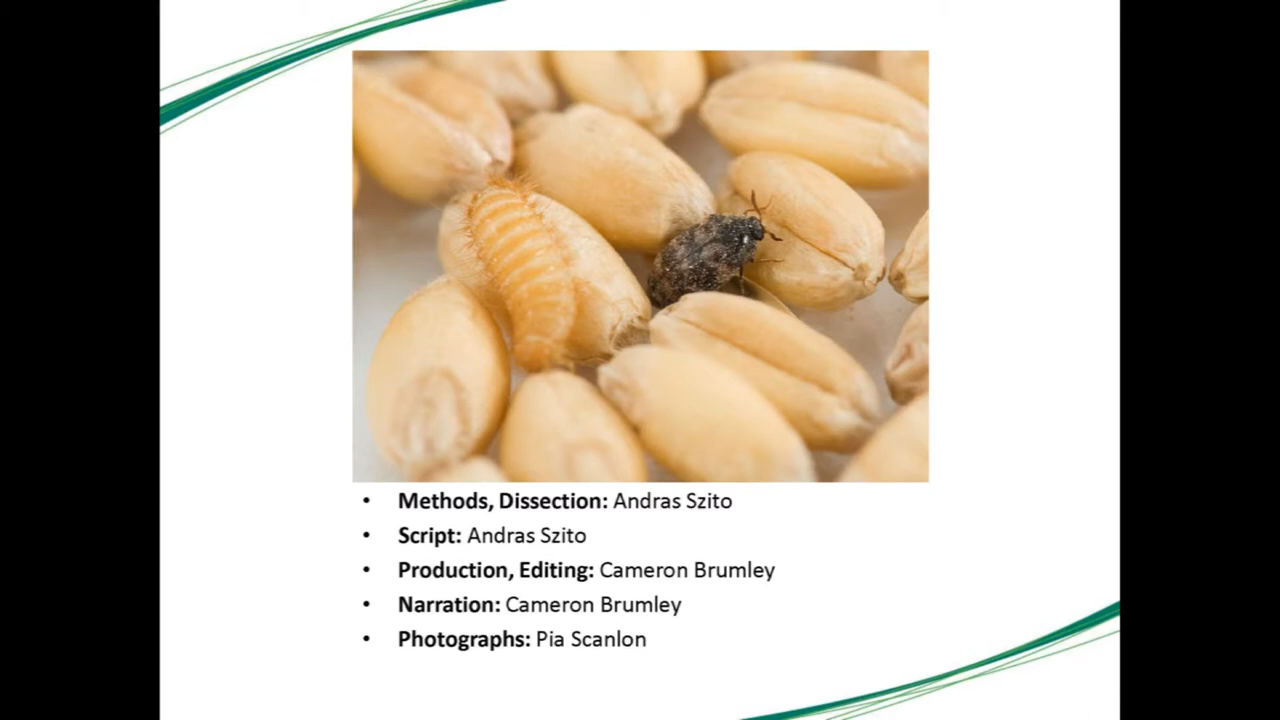 • Methods, Dissection: Andras Szito
• Script: Andras Szito
• Production, Editing: Cameron Brumley
• Narration: Cameron Brumley
• Photographs: Pia Scanlon